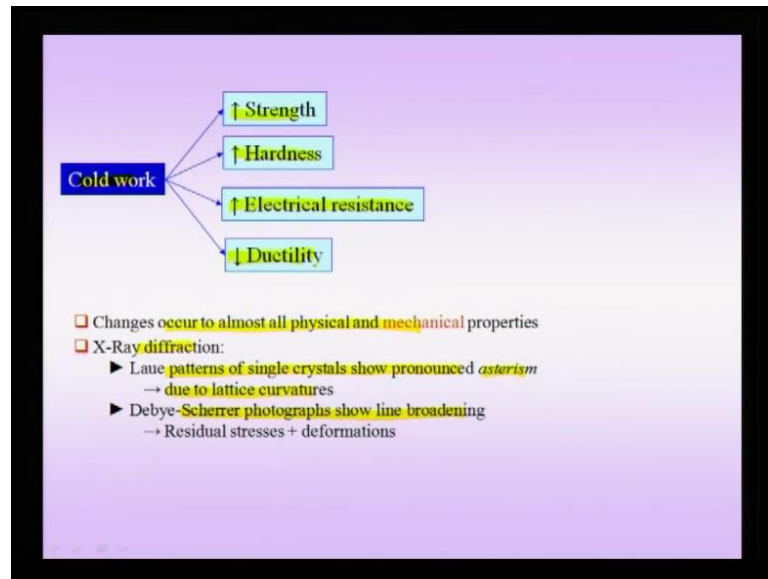 ↑ Strength
↑ Hardness
Cold work
↑ Electrical resistance
↓ Ductility
❑ Changes occur to almost all physical and mechanical properties
❑ X-Ray diffraction:
► Laue patterns of single crystals show pronounced asterism
→ due to lattice curvatures
► Debye-Scherrer photographs show line broadening
→ Residual stresses + deformations